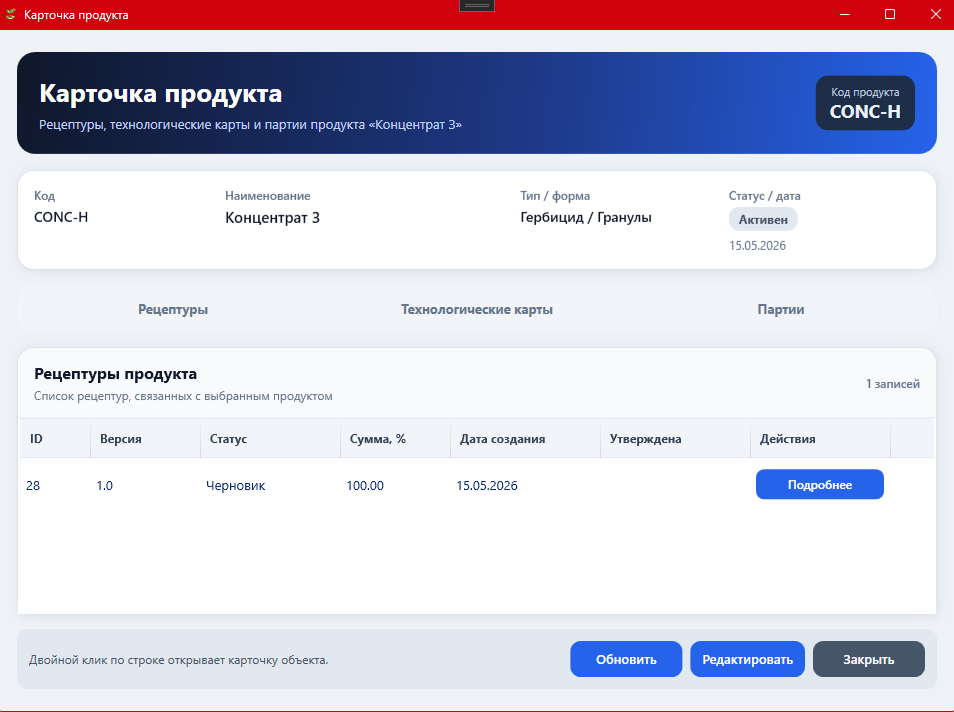 Карточка продукта
Карточка продукта
Рецептуры, технологические карты и партии продукта «Концентрат 3»
Код продукта
CONC-H
Код Наименование Тип / форма Статус / дата
CONC-H Концентрат 3 Гербицид / Гранулы Активен
15.05.2026
Рецептуры Технологические карты Партии
Рецептуры продукта
Список рецептур, связанных с выбранным продуктом
1 записей
ID Версия Статус Сумма, % Дата создания Утверждена Действия
28 1.0 Черновик 100.00 15.05.2026 Подробнее
Двойной клик по строке открывает карточку объекта. Обновить Редактировать Закрыть